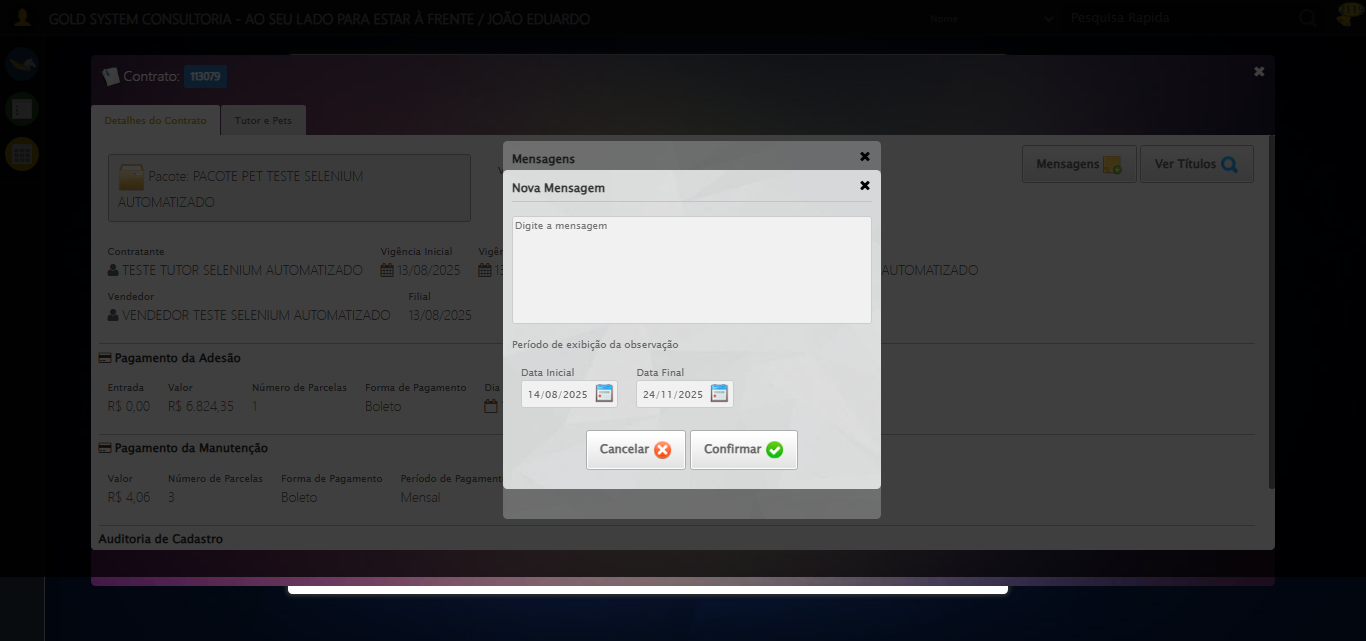 GOLD SYSTEM CONSULTORIA - AO SEU LADO PARA ESTAR À FRENTE / JOÃO EDUARDO
Nome
Pesquisa Rapida
Contrato: 113079
Detalhes do Contrato
Tutor e Pets
Pacote: PACOTE PET TESTE SELENIUM
AUTOMATIZADO
Mensagens
Ver Títulos
Contratante
TESTE TUTOR SELENIUM AUTOMATIZADO
Vigência Inicial
13/08/2025
AUTOMATIZADO
Vendedor
VENDEDOR TESTE SELENIUM AUTOMATIZADO
Filial
13/08/2025
Pagamento da Adesão
Entrada
R$ 0,00
Valor
R$ 6.824,35
Número de Parcelas
1
Forma de Pagamento
Boleto
Dia
Pagamento da Manutenção
Valor
R$ 4,06
Número de Parcelas
3
Forma de Pagamento
Boleto
Período de Pagamento
Mensal
Auditoria de Cadastro
Mensagens
Nova Mensagem
Digite a mensagem
Período de exibição da observação
Data Inicial
14/08/2025
Data Final
24/11/2025
Cancelar
Confirmar